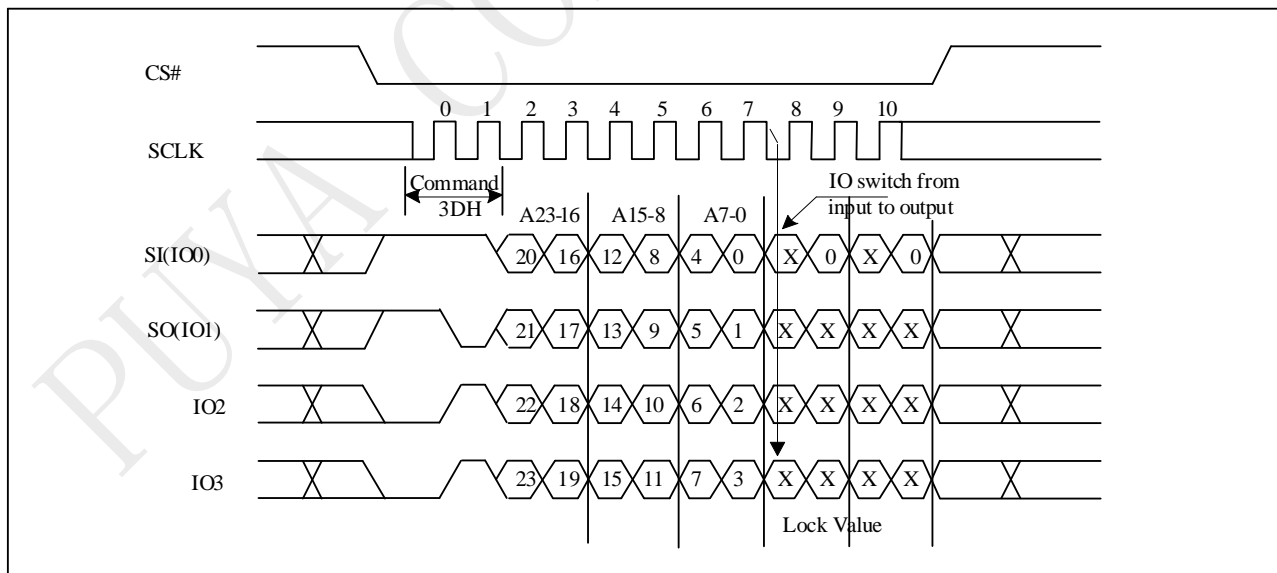 PUYA CO
CS#
0 1 2 3 4 5 6 7 8 9 10
SCLK
Command
3DH
IO switch from
input to output
A23-16 A15-8 A7-0
SI(IO0) 20 16 12 8 4 0 X 0 X 0
SO(IO1) 21 17 13 9 5 1 X X X X
IO2 22 18 14 10 6 2 X X X X
IO3 23 19 15 11 7 3 X X X X
Lock Value